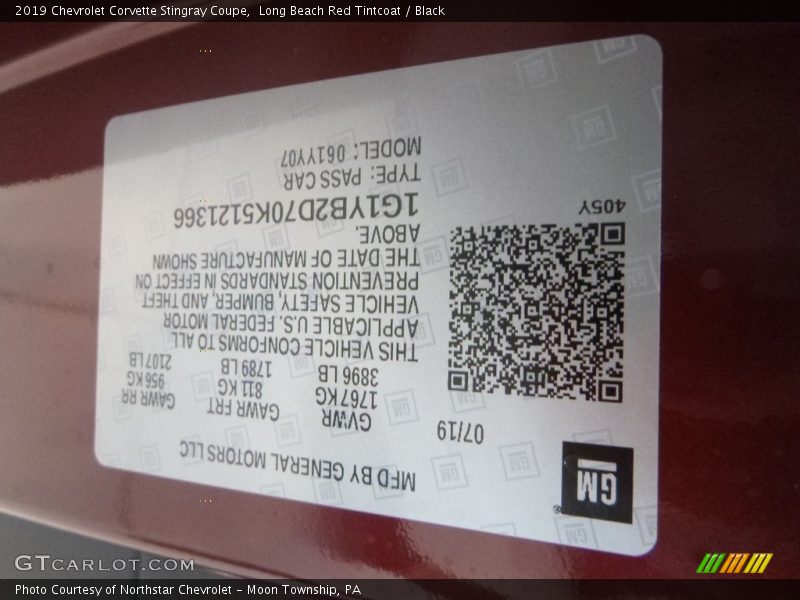 2019 Chevrolet Corvette Stingray Coupe,  Long Beach Red Tintcoat / Black
GM®
MFD BY GENERAL MOTORS LLC
07/19
GVWR GAWR FRT GAWR RR
1767 KG 811 KG 956 KG
3896 LB 1789 LB 2107 LB
THIS VEHICLE CONFORMS TO ALL
APPLICABLE U.S. FEDERAL MOTOR
VEHICLE SAFETY, BUMPER, AND THEFT
PREVENTION STANDARDS IN EFFECT ON
THE DATE OF MANUFACTURE SHOWN
ABOVE.
1G1YB2D70K5121366
TYPE: PASS CAR
MODEL: 061YY07
405Y
GTCARLOT.COM
Photo Courtesy of Northstar Chevrolet - Moon Township, PA